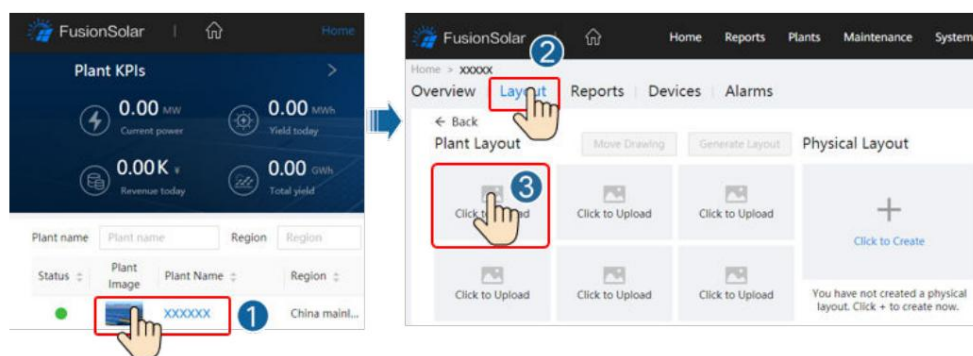 FusionSolar
Home
Plant KPIs
0.00 MW
Current power
0.00 MWh
Yield today
0.00K ¥
Revenue today
0.00 GWh
Total yield
Plant name
Plant name
Region
Region
Status
Plant Image
Plant Name
Region
XXXXXX
1
China mainl...
FusionSolar
Home
Reports
Plants
Maintenance
System
2
Home > XXXXX
Overview
Layout
Reports
Devices
Alarms
← Back
Plant Layout
Move Drawing
Generate Layout
Physical Layout
3
Click to Upload
Click to Upload
Click to Upload
Click to Create
Click to Upload
Click to Upload
Click to Upload
You have not created a physical
layout. Click + to create now.